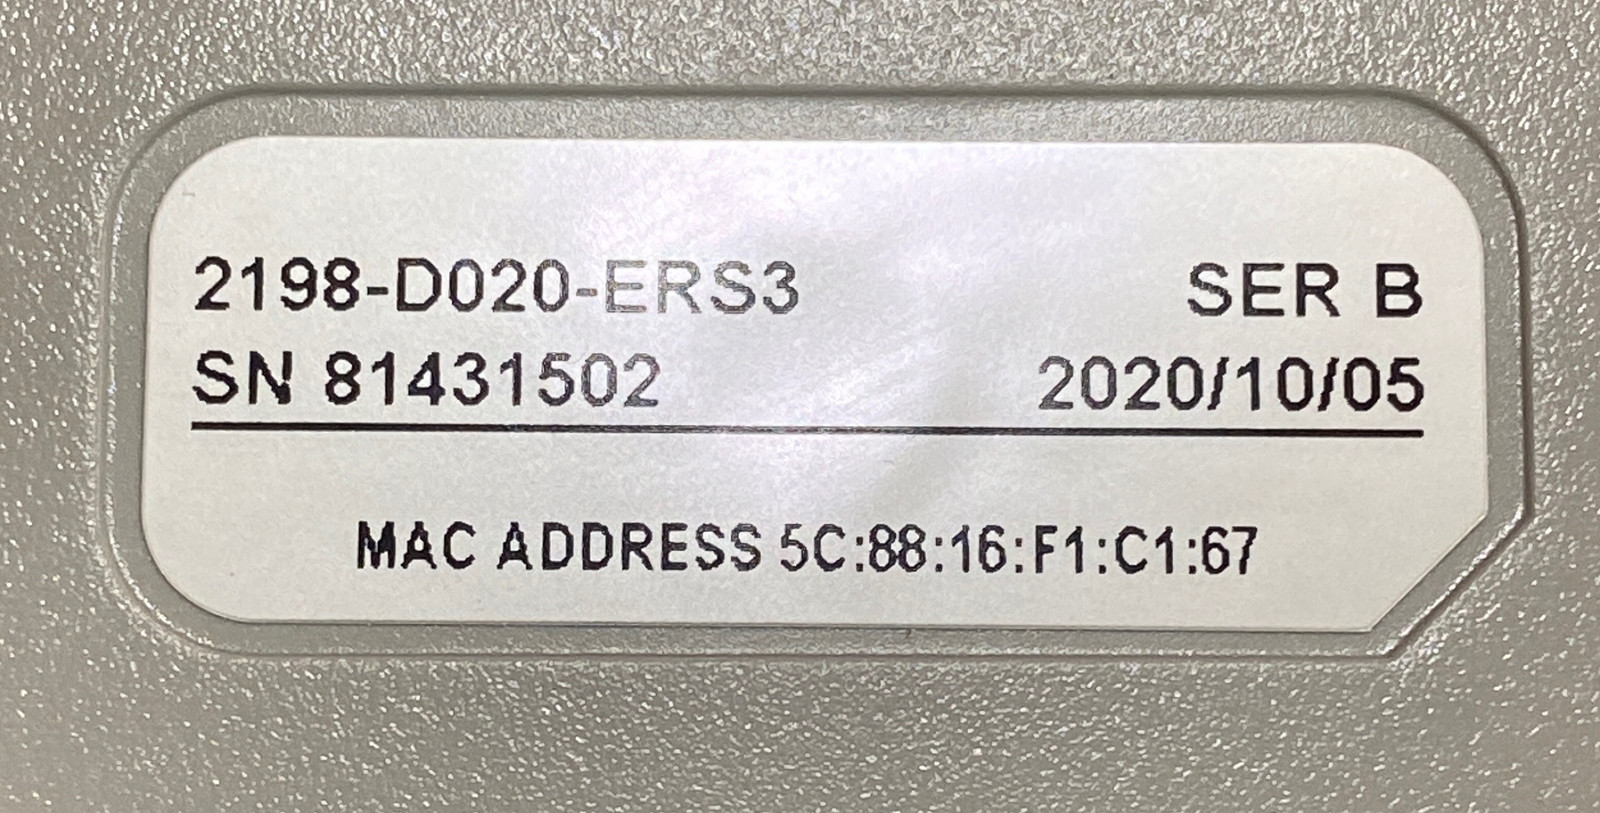 2198-D020-ERS3 SER B
SN 81431502 2020/10/05
MAC ADDRESS 5C:88:16:F1:C1:67